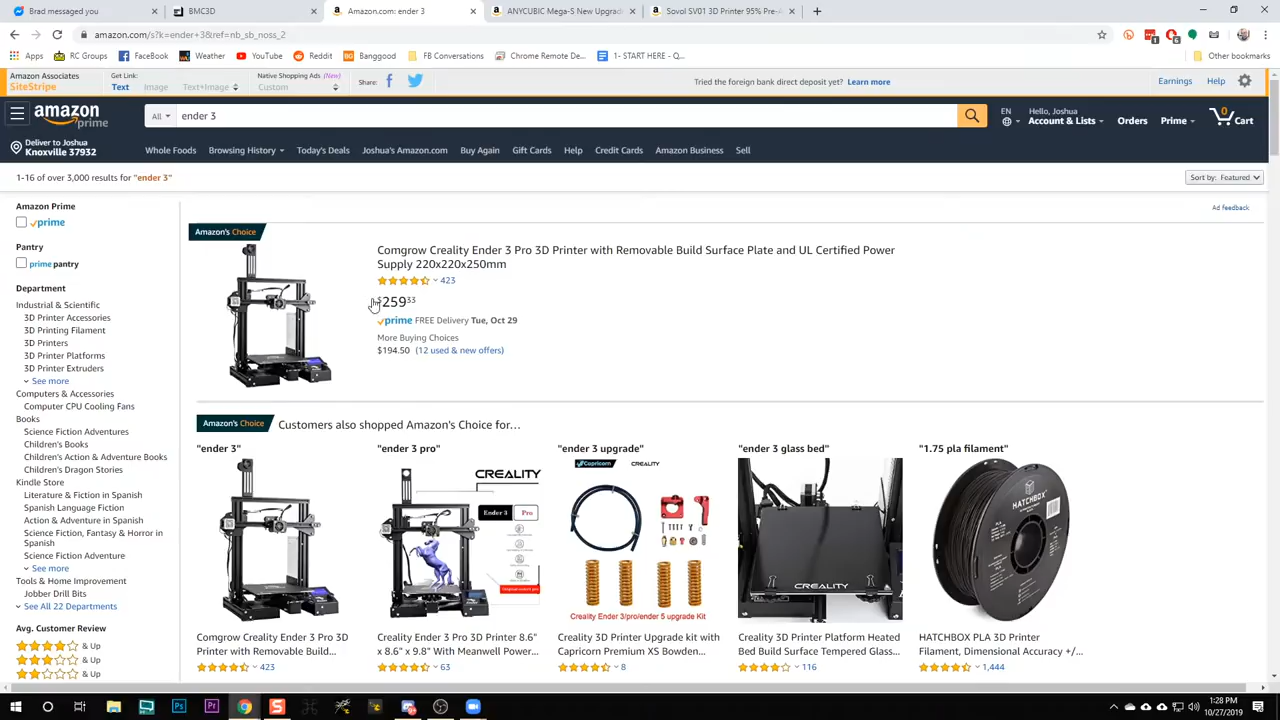 Brad messaged you
BMC3D
Amazon.com: ender 3
ANYCUBIC Mega-S New Upgrade
Sovol SV01 3D Printer 95% Pre-A
amazon.com/s?k=ender+3&ref=nb_sb_noss_2
Apps
RC Groups
FaceBook
Weather
YouTube
Reddit
Banggood
FB Conversations
Chrome Remote De...
1- START HERE - Q...
Other bookmarks
Amazon Associates
SiteStripe
Get Link:
Text
Image
Text+Image
Native Shopping Ads (New)
Custom
Share:
Tried the foreign bank direct deposit yet? Learn more
Earnings
Help
amazon
prime
All
ender 3
EN
Hello, Joshua
Account & Lists
Orders
Prime
0
Cart
Deliver to Joshua
Knoxville 37932
Whole Foods
Browsing History
Today's Deals
Joshua's Amazon.com
Buy Again
Gift Cards
Help
Credit Cards
Amazon Business
Sell
1-16 of over 3,000 results for "ender 3"
Sort by: Featured
Amazon Prime
prime
Pantry
prime pantry
Department
Industrial & Scientific
3D Printer Accessories
3D Printing Filament
3D Printers
3D Printer Platforms
3D Printer Extruders
See more
Computers & Accessories
Computer CPU Cooling Fans
Books
Science Fiction Adventures
Children's Books
Children's Action & Adventure Books
Children's Dragon Stories
Kindle Store
Literature & Fiction in Spanish
Spanish Language Fiction
Action & Adventure in Spanish
Science Fiction, Fantasy & Horror in
Spanish
Science Fiction Adventure
See more
Tools & Home Improvement
Jobber Drill Bits
See All 22 Departments
Avg. Customer Review
& Up
& Up
& Up
Ad feedback
Amazon's Choice
Comgrow Creality Ender 3 Pro 3D Printer with Removable Build Surface Plate and UL Certified Power
Supply 220x220x250mm
423
$259 33
prime FREE Delivery Tue, Oct 29
More Buying Choices
$194.50 (12 used & new offers)
Amazon's Choice Customers also shopped Amazon's Choice for...
"ender 3"
Comgrow Creality Ender 3 Pro 3D
Printer with Removable Build...
423
"ender 3 pro"
CREALITY
Ender 3 Pro
Creality Ender 3 Pro 3D Printer 8.6"
x 8.6" x 9.8" With Meanwell Power...
63
"ender 3 upgrade"
Capricorn
CREALITY
Creality Ender 3/pro/ender 5 upgrade Kit
Creality 3D Printer Upgrade kit with
Capricorn Premium XS Bowden...
8
"ender 3 glass bed"
CREALITY
Creality 3D Printer Platform Heated
Bed Build Surface Tempered Glass...
116
"1.75 pla filament"
HATCHBOX
HATCHBOX PLA 3D Printer
Filament, Dimensional Accuracy +/...
1,444
1:28 PM
10/27/2019